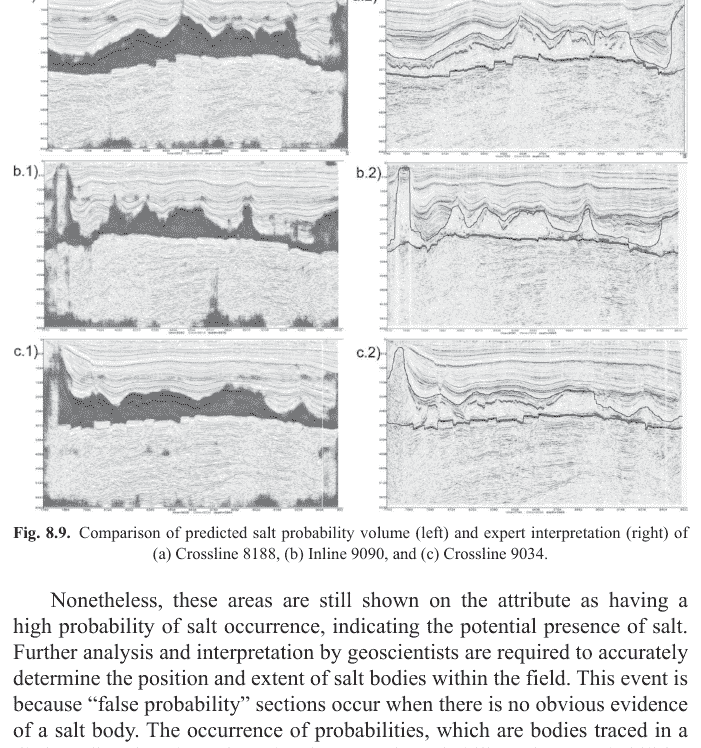 b.1)
b.2)
c.1)
c.2)
Fig. 8.9. Comparison of predicted salt probability volume (left) and expert interpretation (right) of
(a) Crossline 8188, (b) Inline 9090, and (c) Crossline 9034.
Nonetheless, these areas are still shown on the attribute as having a
high probability of salt occurrence, indicating the potential presence of salt.
Further analysis and interpretation by geoscientists are required to accurately
determine the position and extent of salt bodies within the field. This event is
because “false probability” sections occur when there is no obvious evidence
of a salt body. The occurrence of probabilities, which are bodies traced in a